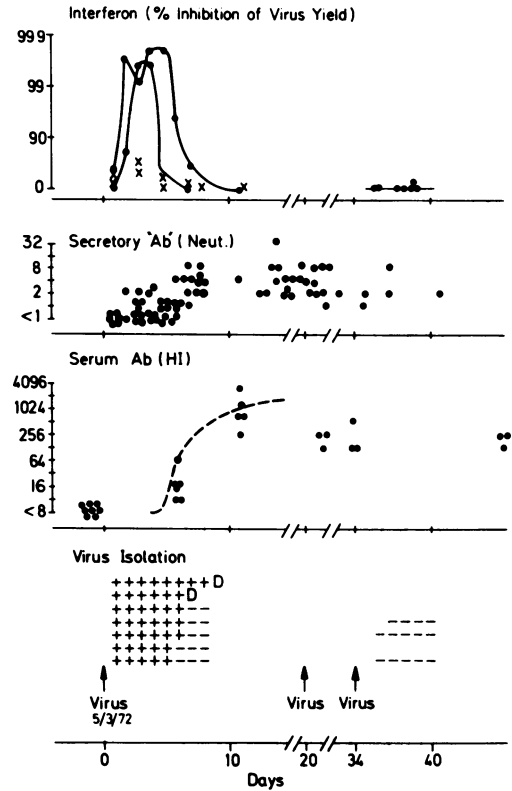 Interferon (% Inhibition of Virus Yield)
999
99
90
0
Secretory "Ab" (Neut.)
32
8
2
<1
Serum Ab (HI)
4096
1024
256
64
16
<8
Virus Isolation
+ + + + + + + + D
+ + + + + + D
+ + + + + + - -
+ + + + + + - - - - - -
+ + + + + + - - - - - - -
+ + + + + - - -
+ + + + + - - - - - - - -
Virus Virus Virus
5/3/72
0 10 20 34 40
Days